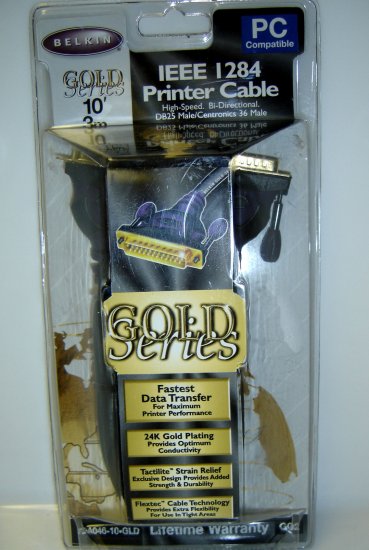 BELKIN
PC
Compatible
GOLD
Series
10'
3m
IEEE 1284
Printer Cable
High-Speed. Bi-Directional.
DB25 Male/Centronics 36 Male
GOLD
Series
Fastest
Data Transfer
For Maximum
Printer Performance
24K Gold Plating
Provides Optimum
Conductivity
Tactilite™ Strain Relief
Exclusive Design Provides Added
Strength & Durability
Flextec™ Cable Technology
Provides Extra Flexibility
For Use In Tight Areas
Lifetime Warranty